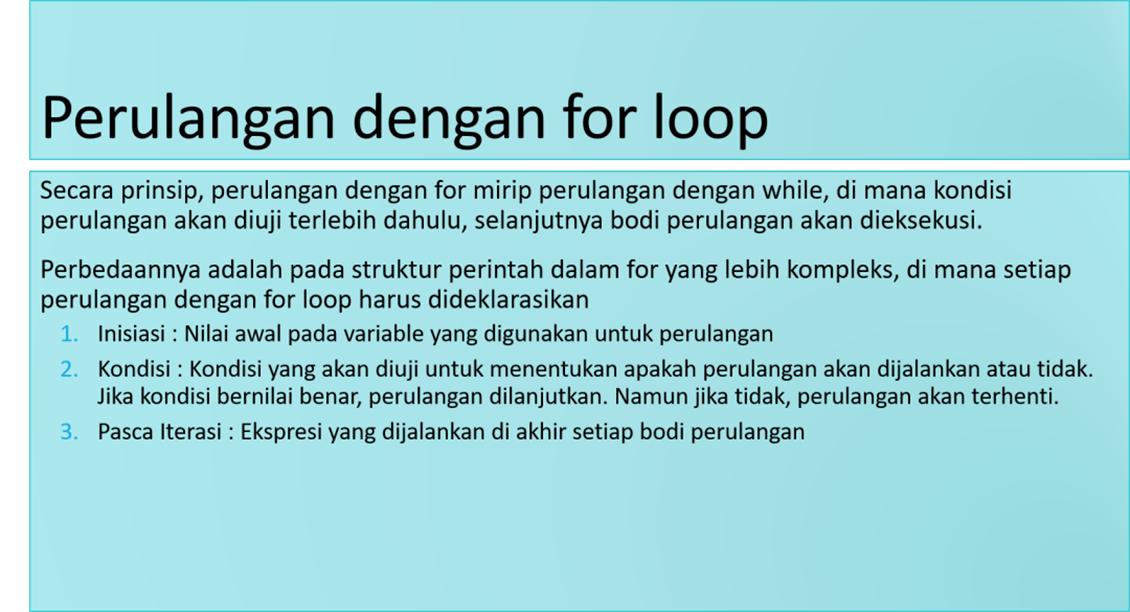 Perulangan dengan for loop
Secara prinsip, perulangan dengan for mirip perulangan dengan while, di mana kondisi
perulangan akan diuji terlebih dahulu, selanjutnya bodi perulangan akan dieksekusi.
Perbedaannya adalah pada struktur perintah dalam for yang lebih kompleks, di mana setiap
perulangan dengan for loop harus dideklarasikan
1. Inisiasi : Nilai awal pada variable yang digunakan untuk perulangan
2. Kondisi : Kondisi yang akan diuji untuk menentukan apakah perulangan akan dijalankan atau tidak.
Jika kondisi bernilai benar, perulangan dilanjutkan. Namun jika tidak, perulangan akan terhenti.
3. Pasca Iterasi : Ekspresi yang dijalankan di akhir setiap bodi perulangan